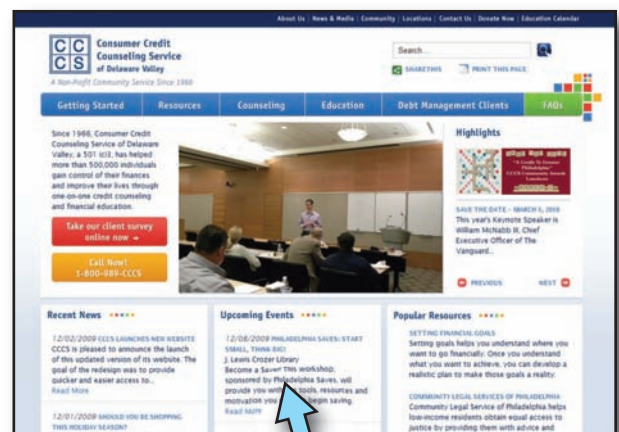 About Us | News & Media | Community | Locations | Contact Us | Donate Now | Education Calendar
CC
CS
Consumer Credit
Counseling Service
of Delaware Valley
A Non-Profit Community Service Since 1966
Search...
SHARETHIS
PRINT THIS PAGE
Getting Started
Resources
Counseling
Education
Debt Management Clients
FAQs
Since 1966, Consumer Credit
Counseling Service of Delaware
Valley, a 501 (c)3, has helped
more than 500,000 individuals
gain control of their finances
and improve their lives through
one-on-one credit counseling
and financial education.
Take our client survey
online now
Call Now!
1-800-989-CCCS
Highlights
"A Credit To Greater
Philadelphia"
CCCS Community Awards
Luncheon
SAVE THE DATE - MARCH 5, 2010
This year's Keynote Speaker is
William McNabb III, Chief
Executive Officer of The
Vanguard...
PREVIOUS
NEXT
Recent News
12/02/2009 CCCS LAUNCHES NEW WEBSITE
CCCS is pleased to announce the launch
of this updated version of its website. The
goal of the redesign was to provide
quicker and easier access to...
Read More
12/01/2009 SHOULD YOU BE SHOPPING
THIS HOLIDAY SEASON?
Upcoming Events
12/08/2009 PHILADELPHIA SAVES: START
SMALL, THINK BIG!
J. Lewis Crozer Library
Become a Saver! This workshop,
sponsored by Philadelphia Saves, will
provide you with tools, resources and
motivation you begin saving.
Read More
Popular Resources
SETTING FINANCIAL GOALS
Setting goals helps you understand where you
want to go financially. Once you understand
what you want to achieve, you can develop a
realistic plan to make those goals a reality.
COMMUNITY LEGAL SERVICES OF PHILADELPHIA
Community Legal Service of Philadelphia helps
low-income residents obtain equal access to
justice by providing them with advice and